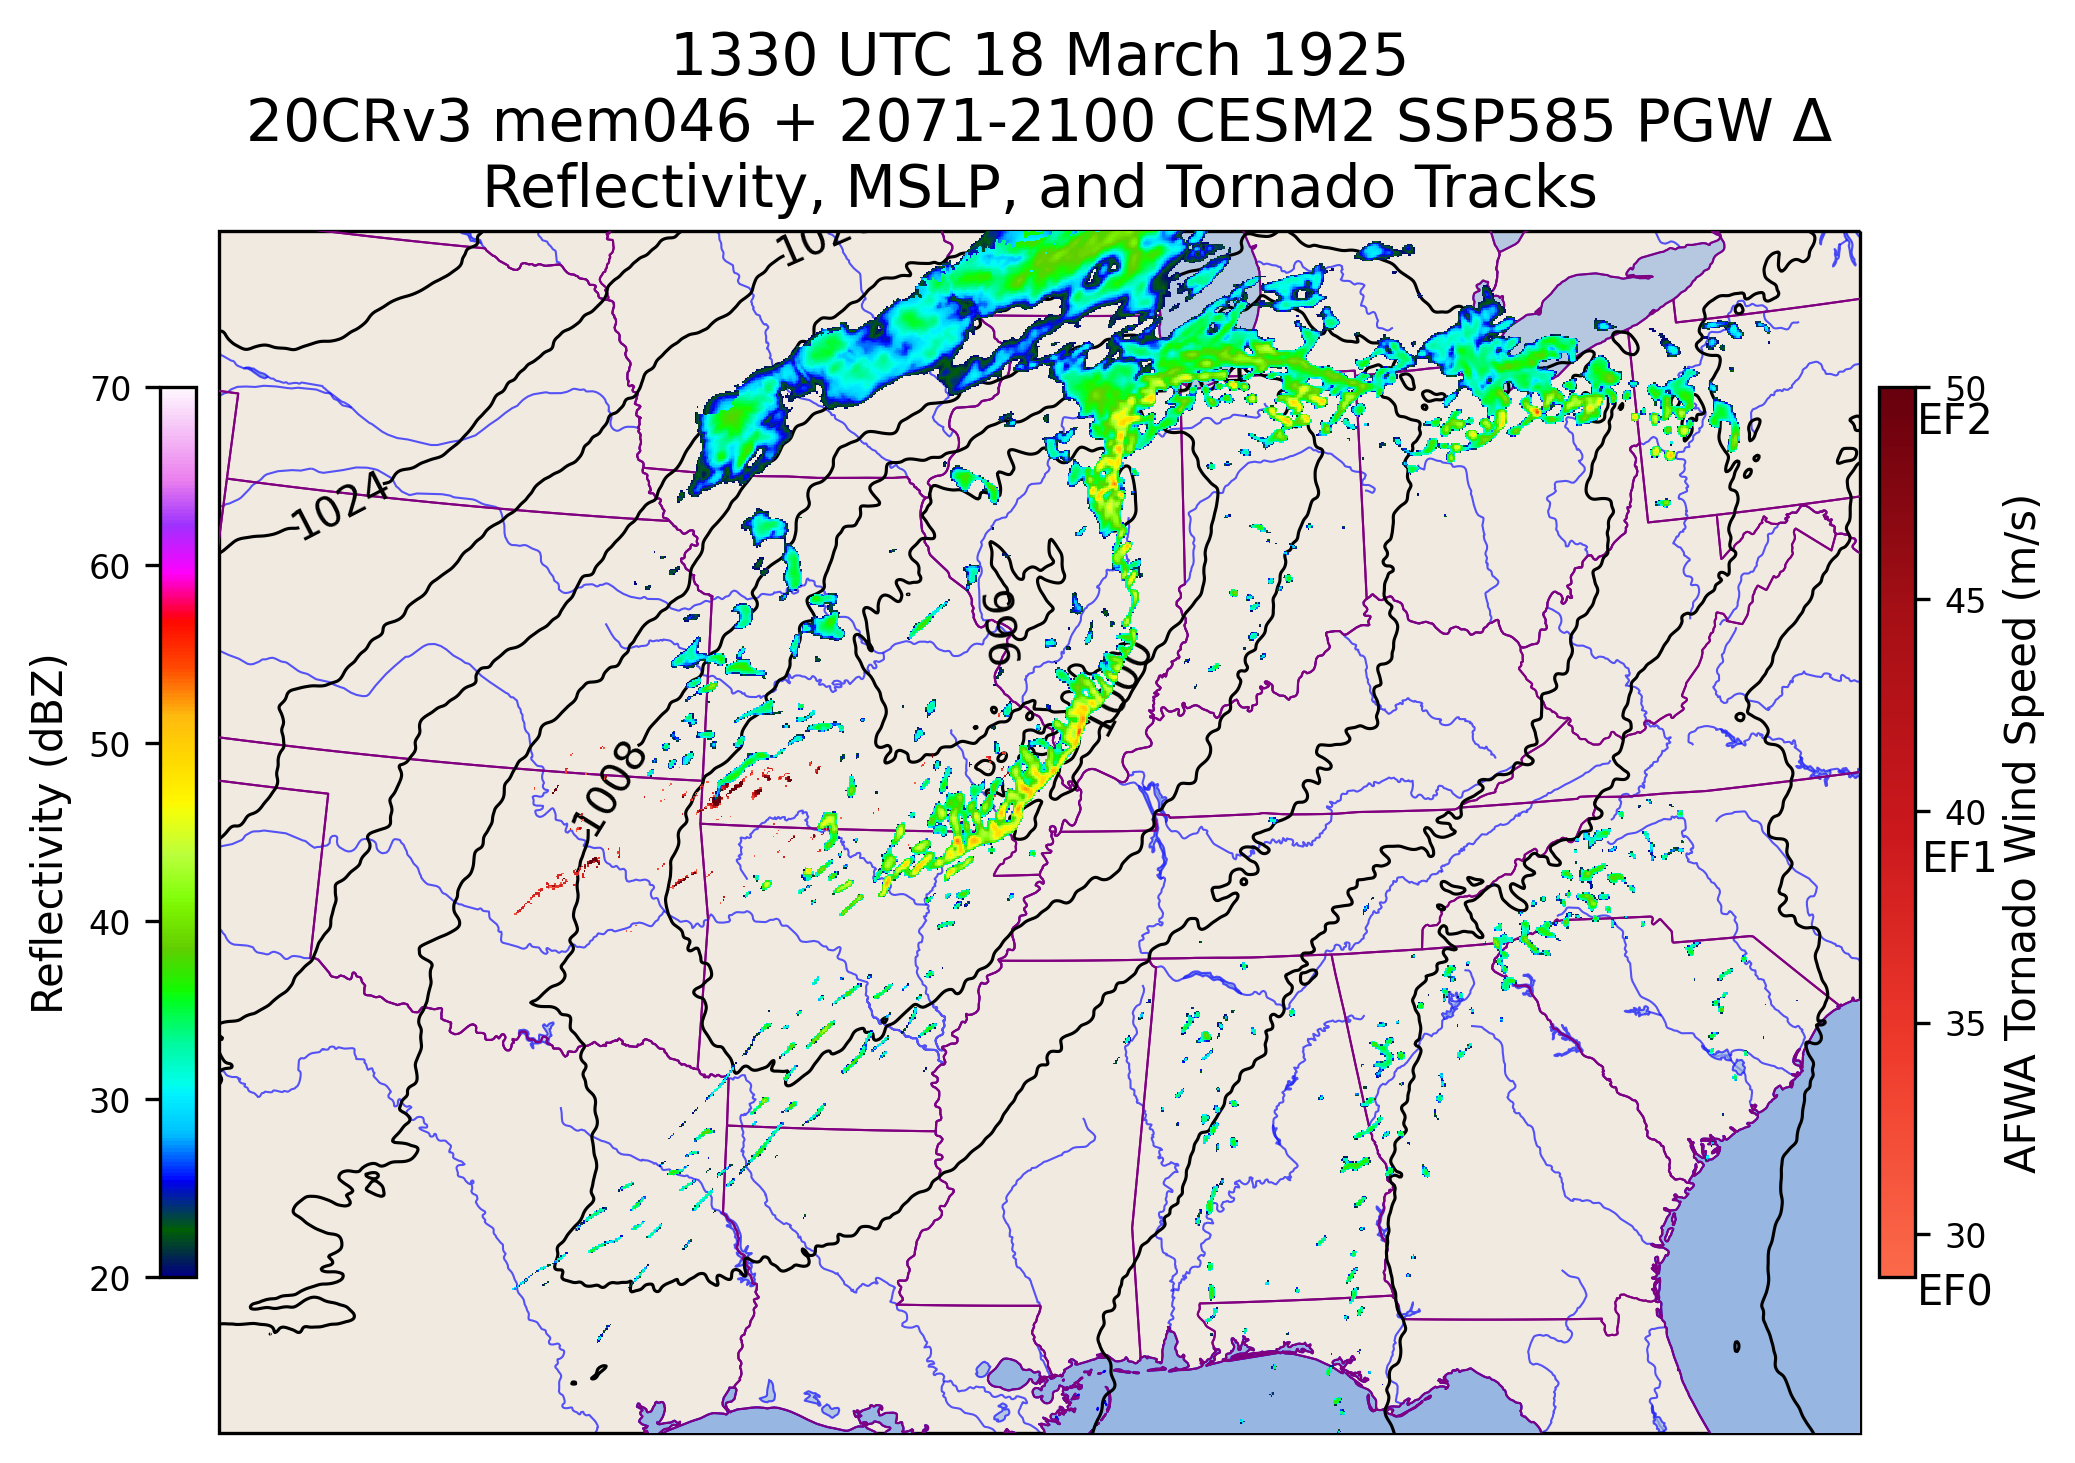 1330 UTC 18 March 1925
20CRv3 mem046 + 2071-2100 CESM2 SSP585 PGW Δ
Reflectivity, MSLP, and Tornado Tracks
70
60
50
40
30
20
Reflectivity (dBZ)
102
1024
1008
996
1000
50
EF2
45
40
EF1
35
30
EF0
AFWA Tornado Wind Speed (m/s)